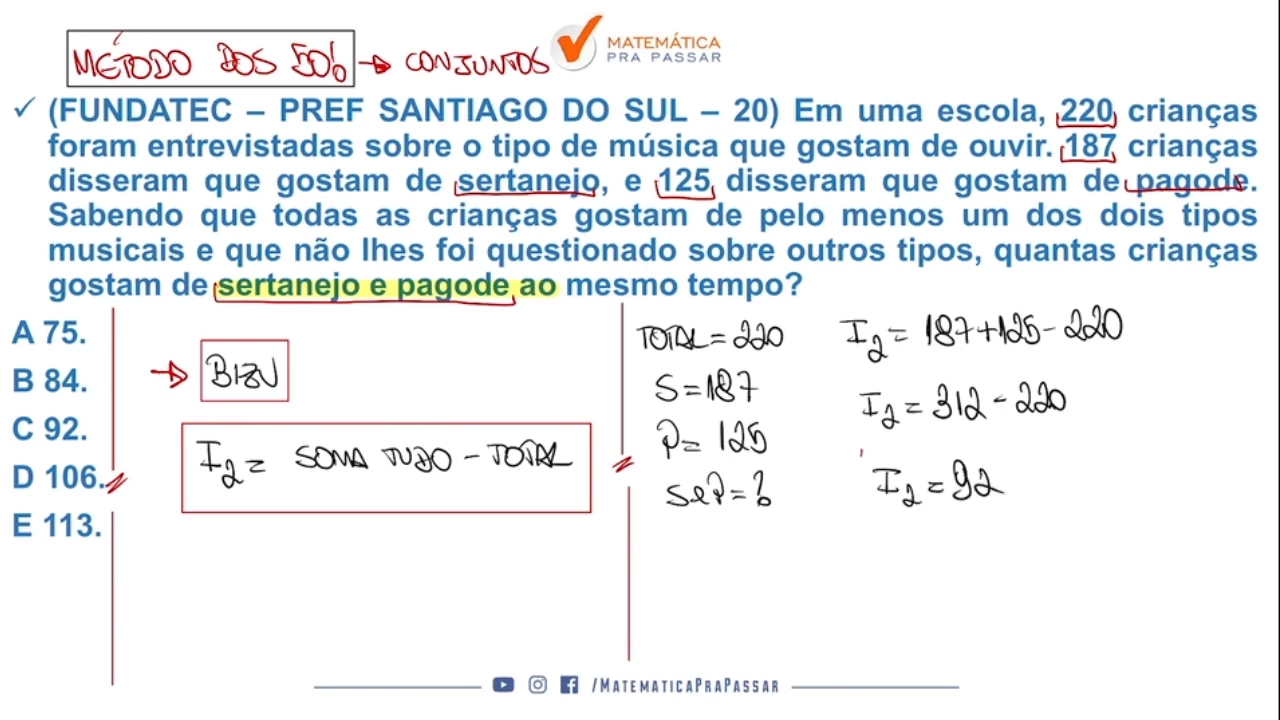 MÉTODO DOS 50% → CONJUNTOS
MATEMÁTICA
PRA PASSAR
✓ (FUNDATEC – PREF SANTIAGO DO SUL – 20) Em uma escola, 220 crianças
foram entrevistadas sobre o tipo de música que gostam de ouvir. 187 crianças
disseram que gostam de sertanejo, e 125 disseram que gostam de pagode.
Sabendo que todas as crianças gostam de pelo menos um dos dois tipos
musicais e que não lhes foi questionado sobre outros tipos, quantas crianças
gostam de sertanejo e pagode ao mesmo tempo?
A 75.
B 84.
C 92.
D 106.
E 113.
→ BIZU
I2 = SOMA TUDO - TOTAL
TOTAL = 220
S = 187
P = 125
SeP = ?
I2 = 187+125-220
I2 = 312 - 220
I2 = 92
/MATEMATICAPRAPASSAR